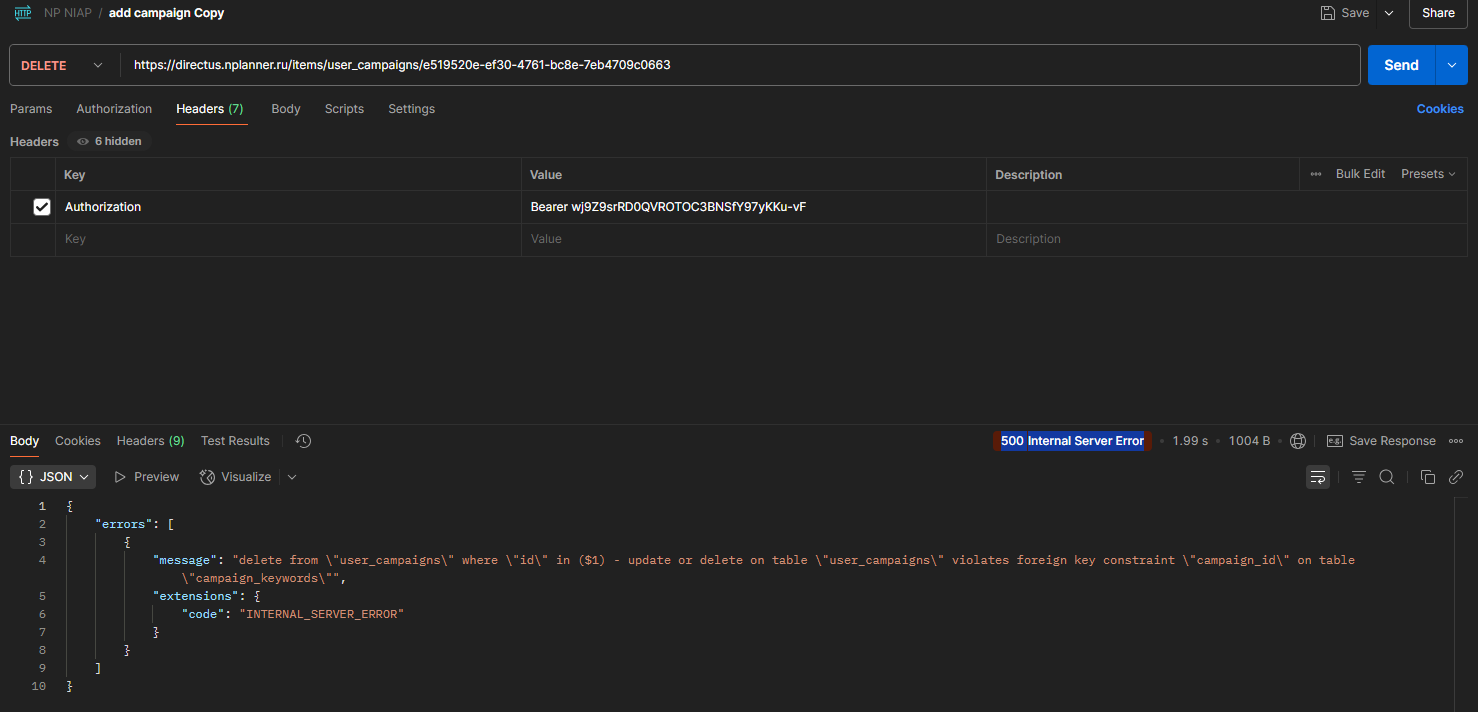 HTTP NP NIAP / add campaign Copy Save Share
DELETE https://directus.nplanner.ru/items/user_campaigns/e519520e-ef30-4761-bc8e-7eb4709c0663 Send
Params Authorization Headers (7) Body Scripts Settings Cookies
Headers 6 hidden
Key Value Description Bulk Edit Presets
Authorization Bearer wj9Z9srRD0QVROTOC3BNSfY97yKKu-vF
Key Value Description
Body Cookies Headers (9) Test Results 500 Internal Server Error • 1.99 s • 1004 B • e.g. Save Response
{} JSON Preview Visualize
1 {
2 "errors": [
3 {
4 "message": "delete from \"user_campaigns\" where \"id\" in ($1) - update or delete on table \"user_campaigns\" violates foreign key constraint \"campaign_id\" on table
\"campaign_keywords\"",
5 "extensions": {
6 "code": "INTERNAL_SERVER_ERROR"
7 }
8 }
9 ]
10 }